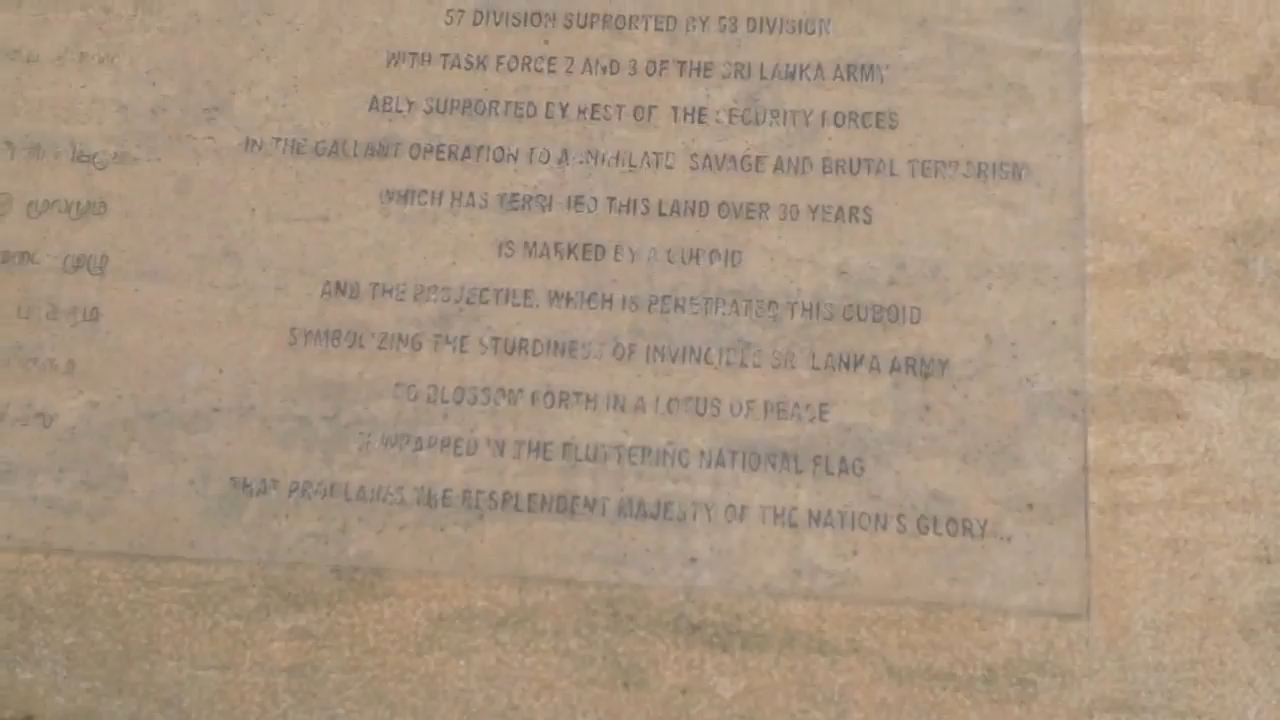 57 DIVISION SUPPORTED BY 58 DIVISION
WITH TASK FORCE 2 AND 3 OF THE SRI LANKA ARMY
ABLY SUPPORTED BY REST OF THE SECURITY FORCES
IN THE GALLANT OPERATION TO ANNIHILATE SAVAGE AND BRUTAL TERRORISM
WHICH HAS TERRIFIED THIS LAND OVER 30 YEARS
IS MARKED BY A CUBOID
AND THE PROJECTILE, WHICH IS PENETRATED THIS CUBOID
SYMBOLIZING THE STURDINESS OF INVINCIBLE SRI LANKA ARMY
TO BLOSSOM FORTH IN A LOTUS OF PEACE
IS WRAPPED IN THE FLUTTERING NATIONAL FLAG
THAT PROCLAIMS THE RESPLENDENT MAJESTY OF THE NATION'S GLORY...